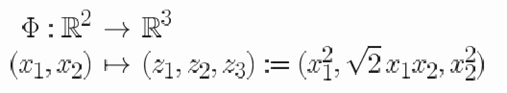 Φ : ℝ² → ℝ³
(x₁, x₂) ↦ (z₁, z₂, z₃) := (x₁², √2 x₁x₂, x₂²)